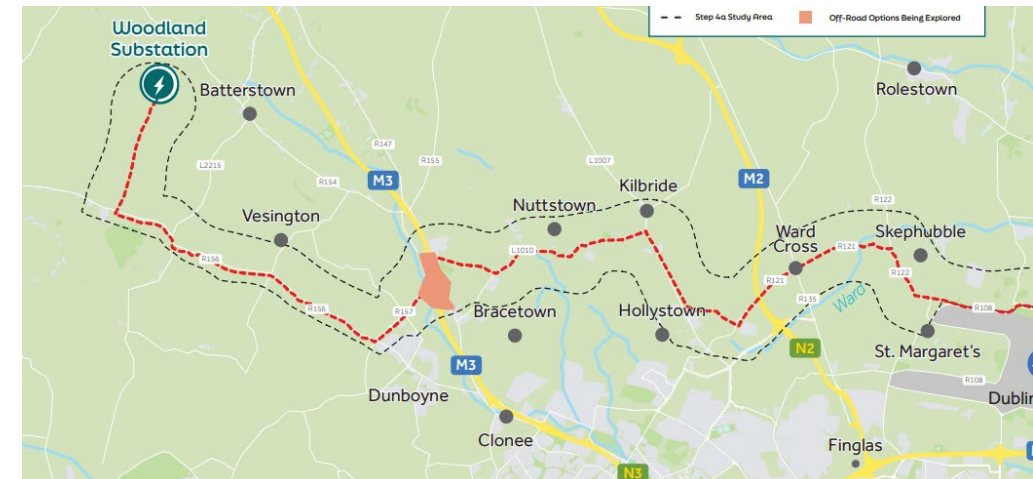 Step 4a Study Area
Off-Road Options Being Explored
Woodland
Substation
Batterstown
Rolestown
R147
R155
L2215
L1007
R154
M3
M2
Kilbride
R122
Nuttstown
Vesington
Ward
Cross
Skephubble
R121
L1010
R156
R122
R121
R156
R157
R135
Ward
R108
Bracetown
Hollystown
N2
St. Margaret's
M3
R108
Dunboyne
Dublin
Clonee
Finglas
N3